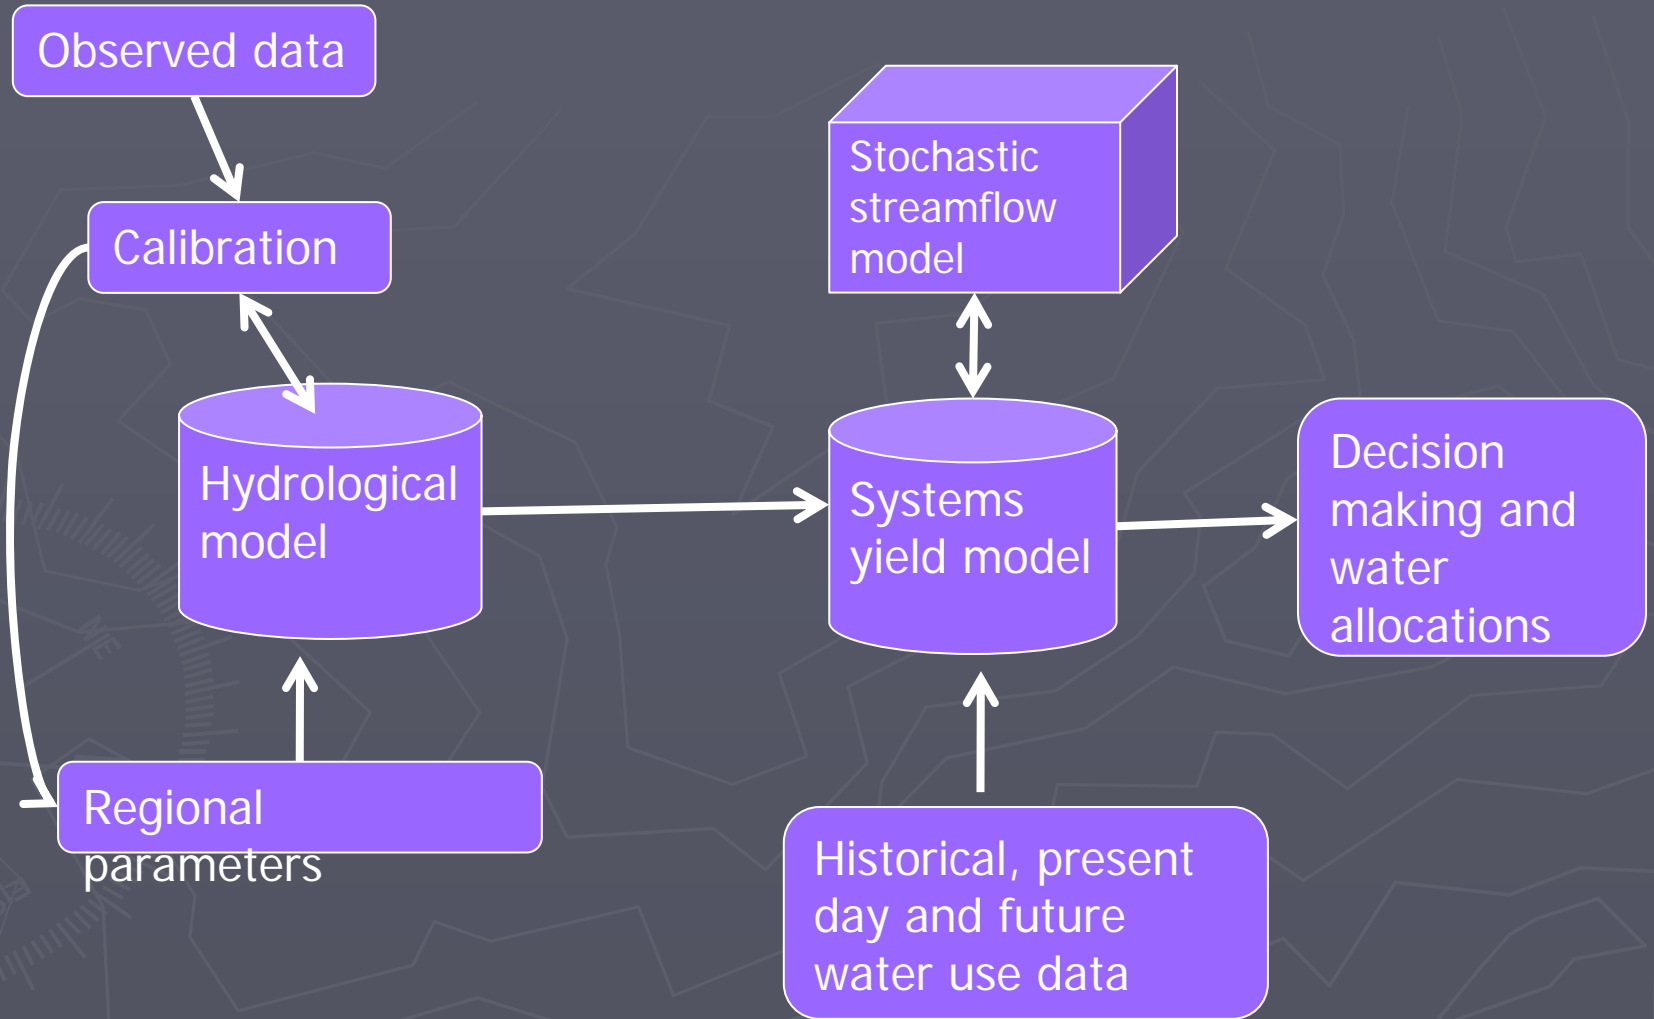 Observed data
Calibration
Hydrological
model
Regional
parameters
Stochastic
streamflow
model
Systems
yield model
Historical, present
day and future
water use data
Decision
making and
water
allocations
NE